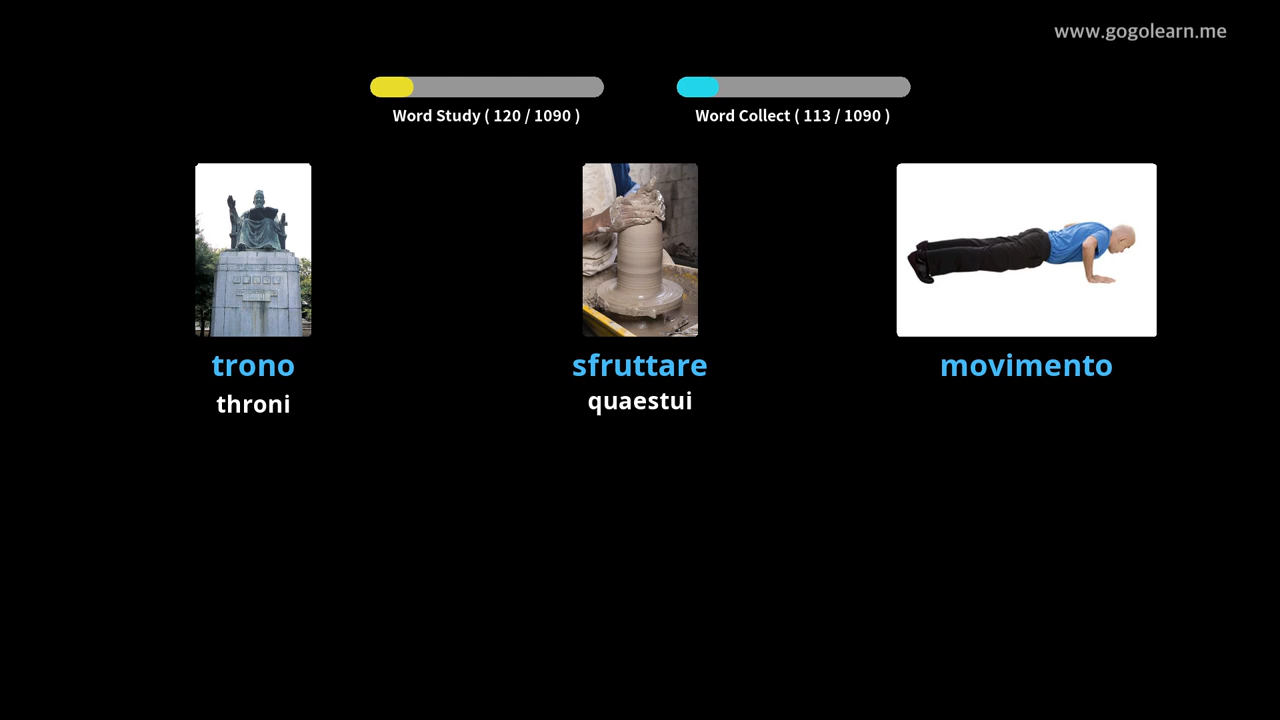 www.gogolearn.me
Word Study ( 120 / 1090 )
Word Collect ( 113 / 1090 )
trono
sfruttare
movimento
throni
quaestui